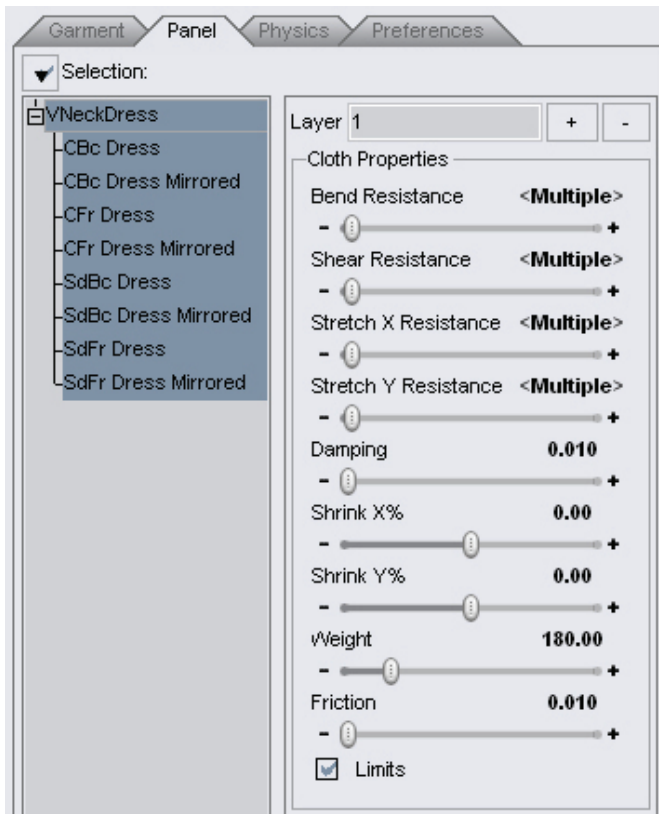 Garment Panel Physics Preferences
Selection:
VNeckDress
CBc Dress
CBc Dress Mirrored
CFr Dress
CFr Dress Mirrored
SdBc Dress
SdBc Dress Mirrored
SdFr Dress
SdFr Dress Mirrored
Layer 1 + -
Cloth Properties
Bend Resistance <Multiple>
- +
Shear Resistance <Multiple>
- +
Stretch X Resistance <Multiple>
- +
Stretch Y Resistance <Multiple>
- +
Damping 0.010
- +
Shrink X% 0.00
- +
Shrink Y% 0.00
- +
Weight 180.00
- +
Friction 0.010
- +
Limits